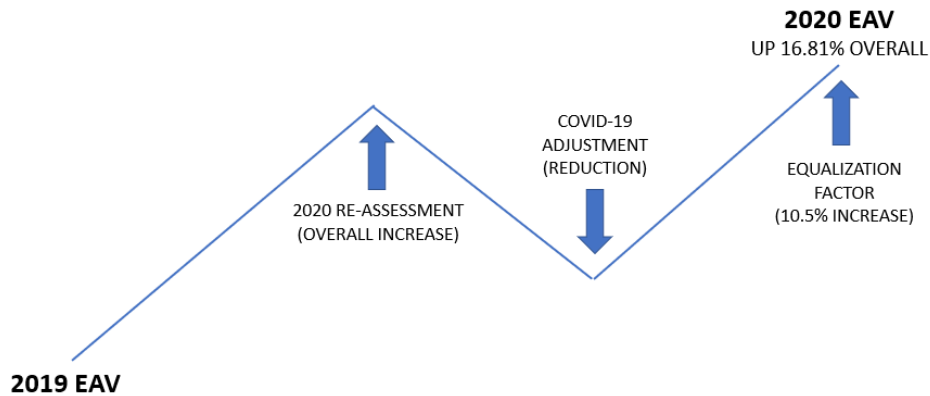 2020 EAV
UP 16.81% OVERALL
COVID-19
ADJUSTMENT
(REDUCTION)
EQUALIZATION
FACTOR
(10.5% INCREASE)
2020 RE-ASSESSMENT
(OVERALL INCREASE)
2019 EAV